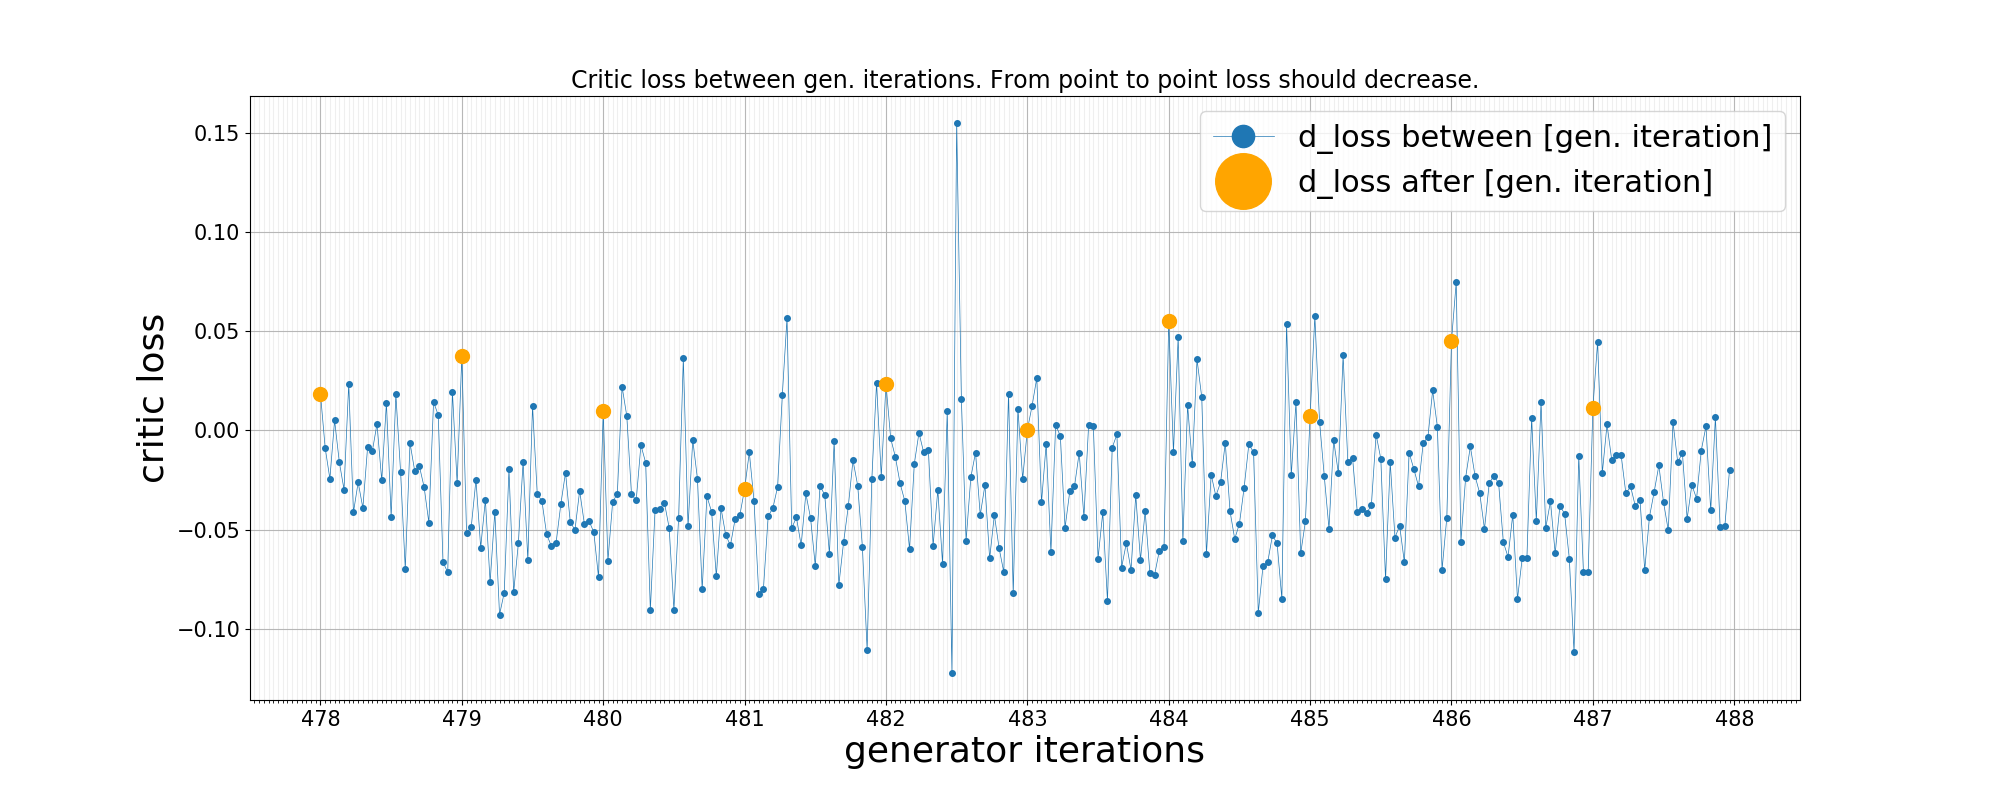 Critic loss between gen. iterations. From point to point loss should decrease.
d_loss between [gen. iteration]
d_loss after [gen. iteration]
critic loss
0.15
0.10
0.05
0.00
−0.05
−0.10
478 479 480 481 482 483 484 485 486 487 488
generator iterations